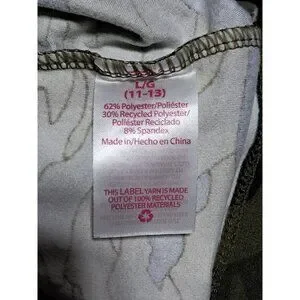 L/G
(11-13)
62% Polyester/Poliéster
30% Recycled Polyester/
Poliéster Reciclado
8% Spandex
Made in/Hecho en China
THIS LABEL YARN IS MADE
OUT OF 100% RECYCLED
POLYESTER MATERIALS